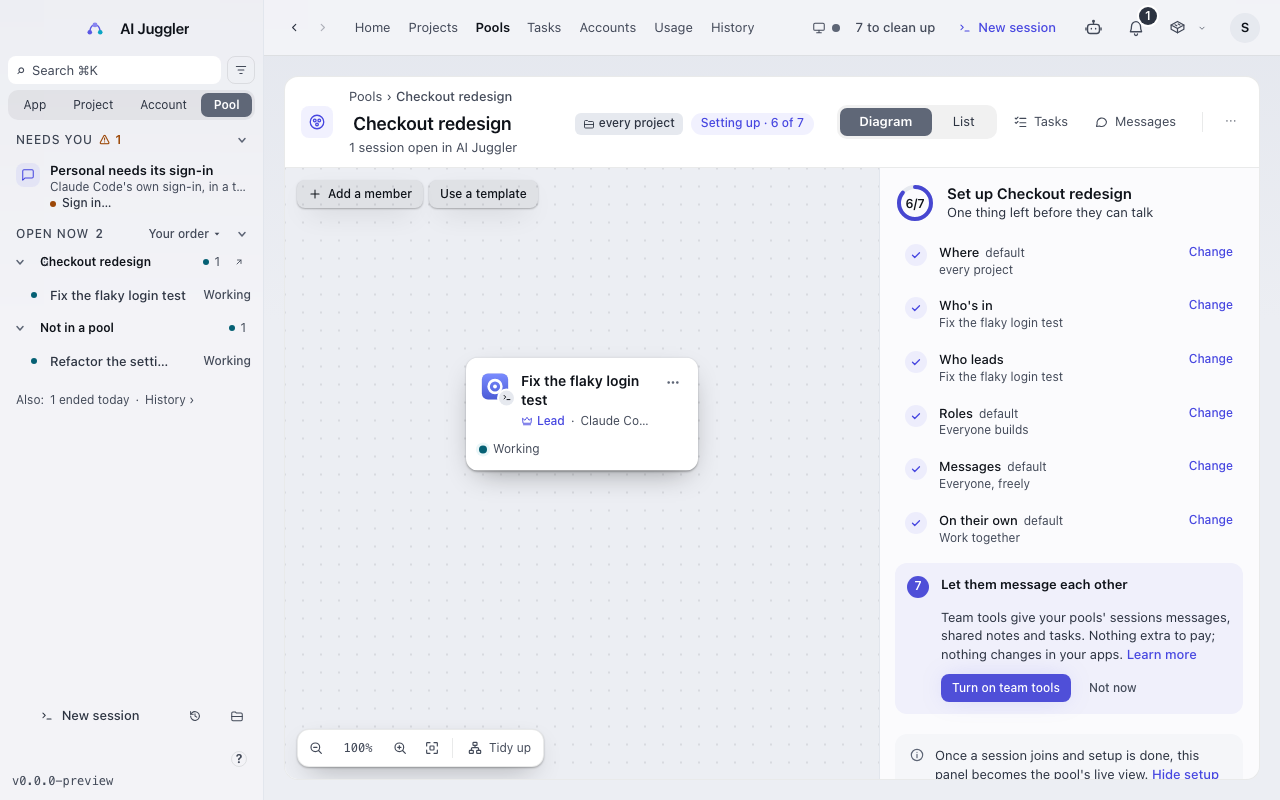 AI Juggler
Search ⌘K
App Project Account Pool
NEEDS YOU 1
Personal needs its sign-in
Claude Code's own sign-in, in a t…
Sign in…
OPEN NOW 2 Your order
Checkout redesign 1
Fix the flaky login test Working
Not in a pool 1
Refactor the setti… Working
Also: 1 ended today · History ›
New session
?
v0.0.0-preview
Home Projects Pools Tasks Accounts Usage History
7 to clean up
New session
1
S
Pools › Checkout redesign
Checkout redesign
1 session open in AI Juggler
every project
Setting up · 6 of 7
Diagram List
Tasks
Messages
Add a member
Use a template
Fix the flaky login
test
Lead · Claude Co…
Working
100%
Tidy up
6/7
Set up Checkout redesign
One thing left before they can talk
Where default Change
every project
Who's in Change
Fix the flaky login test
Who leads Change
Fix the flaky login test
Roles default Change
Everyone builds
Messages default Change
Everyone, freely
On their own default Change
Work together
7 Let them message each other
Team tools give your pools' sessions messages,
shared notes and tasks. Nothing extra to pay;
nothing changes in your apps. Learn more
Turn on team tools Not now
Once a session joins and setup is done, this
panel becomes the pool's live view. Hide setup